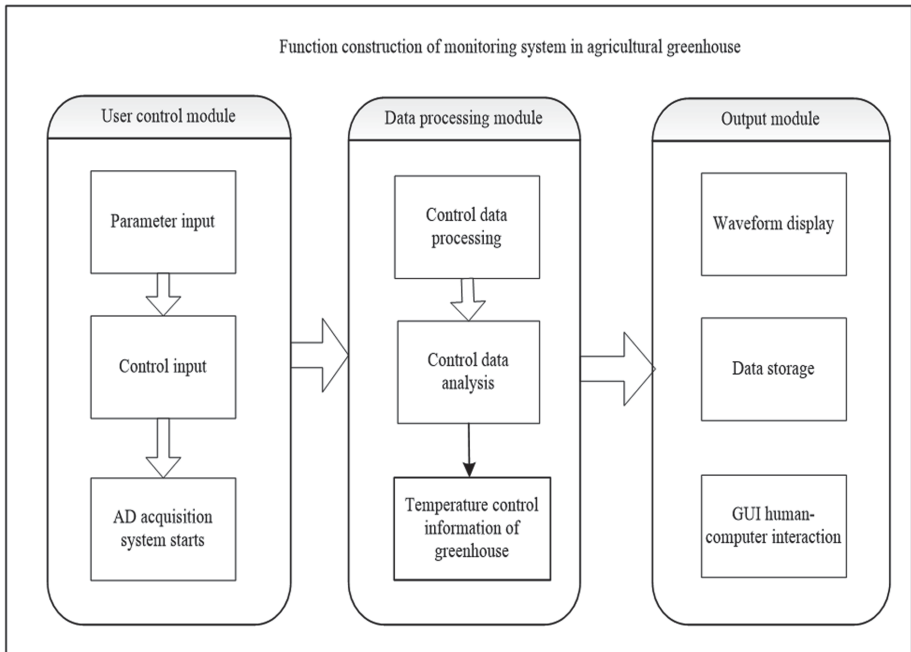 Function construction of monitoring system in agricultural greenhouse
User control module
Parameter input
Control input
AD acquisition
system starts
Data processing module
Control data
processing
Control data
analysis
Temperature control
information of
greenhouse
Output module
Waveform display
Data storage
GUI human-
computer interaction